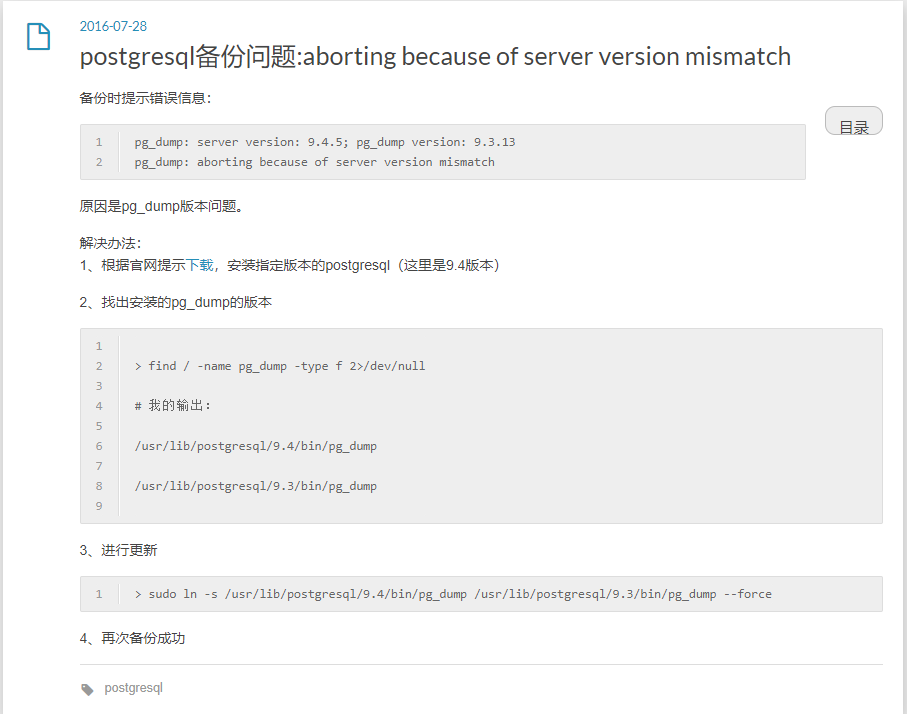 2016-07-28
postgresql备份问题:aborting because of server version mismatch
备份时提示错误信息：
目录
1 pg_dump: server version: 9.4.5; pg_dump version: 9.3.13
2 pg_dump: aborting because of server version mismatch
原因是pg_dump版本问题。
解决办法：
1、根据官网提示下载，安装指定版本的postgresql（这里是9.4版本）
2、找出安装的pg_dump的版本
1
2 > find / -name pg_dump -type f 2>/dev/null
3
4 # 我的输出：
5
6 /usr/lib/postgresql/9.4/bin/pg_dump
7
8 /usr/lib/postgresql/9.3/bin/pg_dump
9
3、进行更新
1 > sudo ln -s /usr/lib/postgresql/9.4/bin/pg_dump /usr/lib/postgresql/9.3/bin/pg_dump --force
4、再次备份成功
postgresql